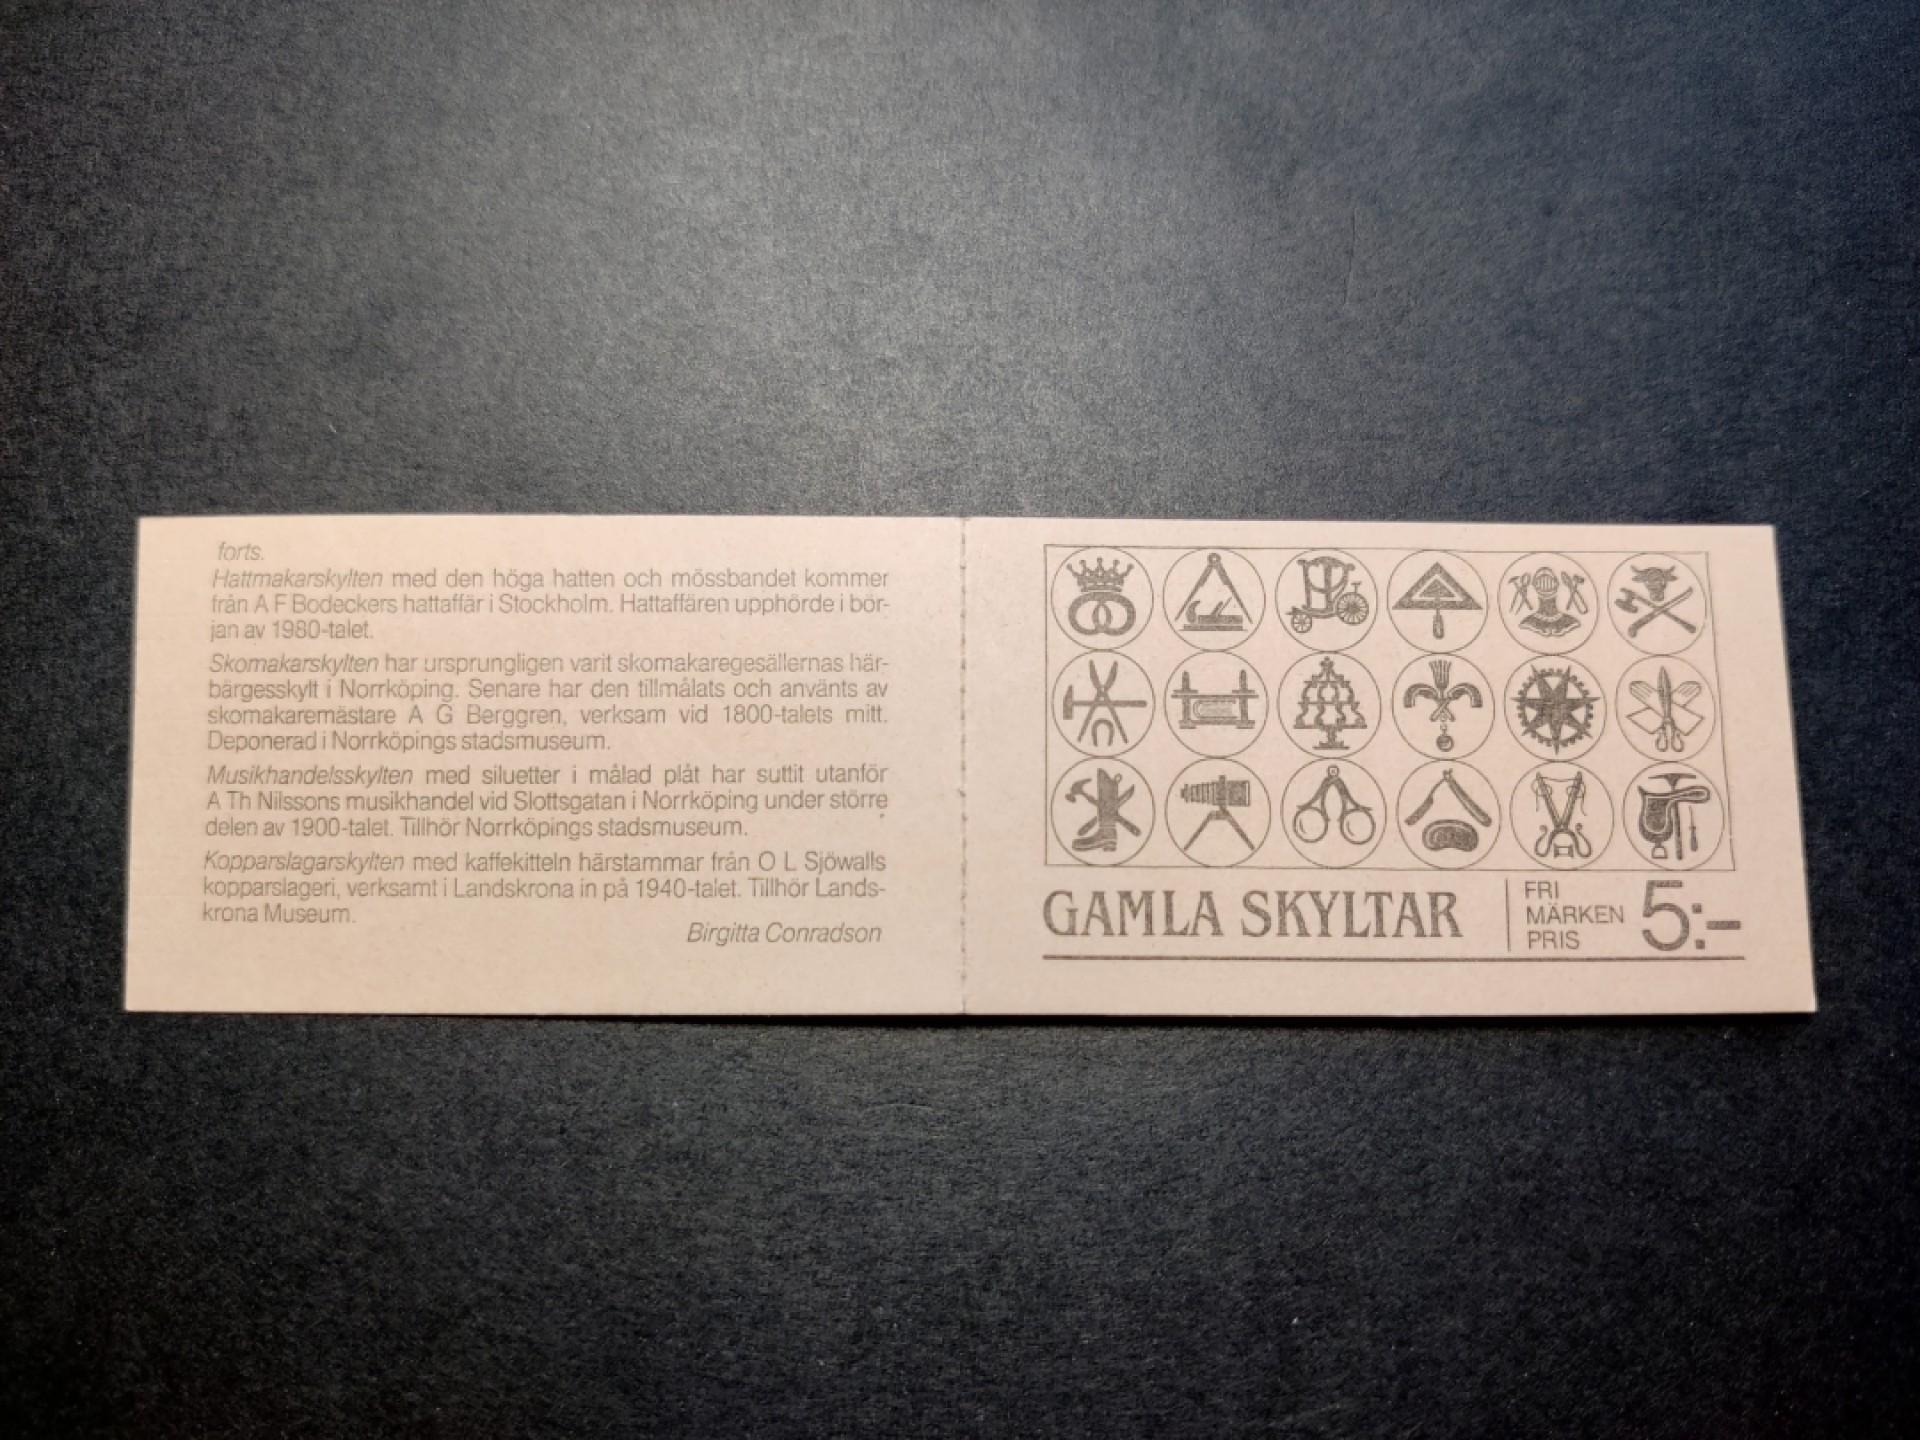 forts.
Hattmakarskylten med den höga hatten och mössbandet kommer
från A F Bodeckers hattaffär i Stockholm. Hattaffären upphörde i bör-
jan av 1980-talet.
Skomakarskylten har ursprungligen varit skomakaregesällernas här-
bärgesskylt i Norrköping. Senare har den tillmålats och använts av
skomakaremästare A G Berggren, verksam vid 1800-talets mitt.
Deponerad i Norrköpings stadsmuseum.
Musikhandelsskylten med siluetter i målad plåt har suttit utanför
A Th Nilssons musikhandel vid Slottsgatan i Norrköping under större
delen av 1900-talet. Tillhör Norrköpings stadsmuseum.
Kopparslagarskylten med kaffekitteln härstammar från O L Sjöwalls
kopparslageri, verksamt i Landskrona in på 1940-talet. Tillhör Lands-
krona Museum.
Birgitta Conradson
GAMLA SKYLTAR
FRI
MÄRKEN
PRIS
5:-